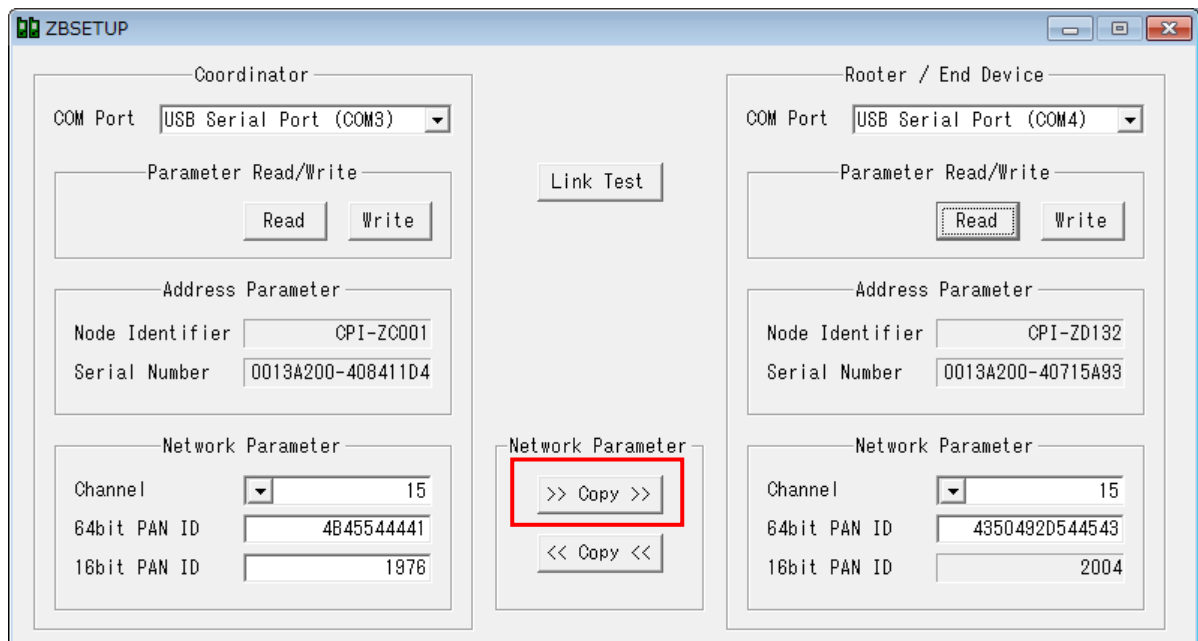 ZBSETUP
Coordinator
COM Port USB Serial Port (COM3)
Parameter Read/Write
Read Write
Address Parameter
Node Identifier CPI-ZC001
Serial Number 0013A200-408411D4
Network Parameter
Channel 15
64bit PAN ID 4B45544441
16bit PAN ID 1976
Link Test
Network Parameter
>> Copy >>
<< Copy <<
Rooter / End Device
COM Port USB Serial Port (COM4)
Parameter Read/Write
Read Write
Address Parameter
Node Identifier CPI-ZD132
Serial Number 0013A200-40715A93
Network Parameter
Channel 15
64bit PAN ID 4350492D544543
16bit PAN ID 2004